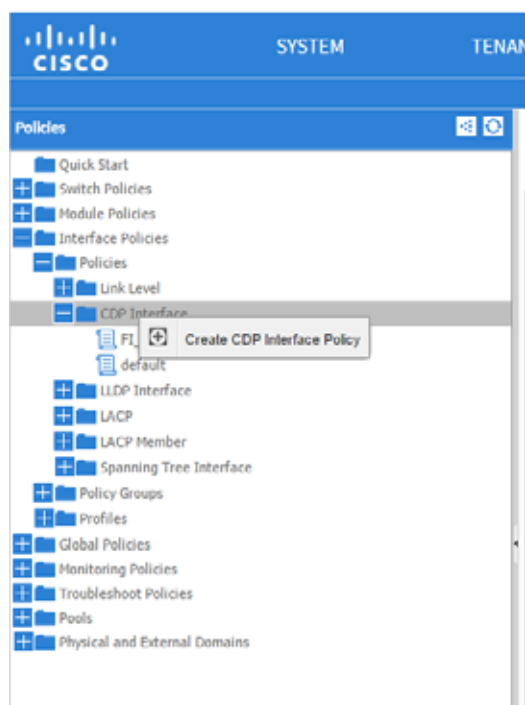 CISCO
SYSTEM
TENAN
Policies
Quick Start
Switch Policies
Module Policies
Interface Policies
Policies
Link Level
CDP Interface
FI_
Create CDP Interface Policy
default
LLDP Interface
LACP
LACP Member
Spanning Tree Interface
Policy Groups
Profiles
Global Policies
Monitoring Policies
Troubleshoot Policies
Pools
Physical and External Domains